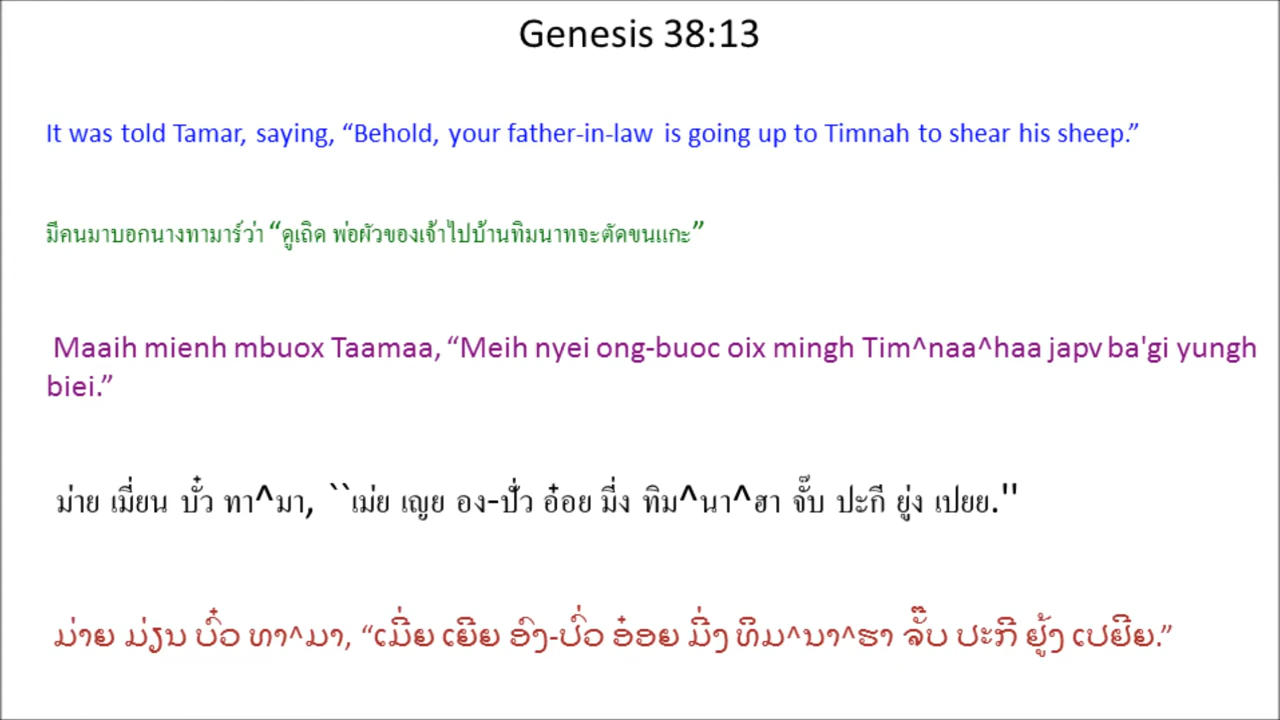 Genesis 38:13
It was told Tamar, saying, “Behold, your father-in-law is going up to Timnah to shear his sheep.”
มีคนมาบอกนางทามาร์ว่า “ดูเถิด พ่อผัวของเจ้าไปบ้านทิมนาทจะตัดขนแกะ”
Maaih mienh mbuox Taamaa, “Meih nyei ong-buoc oix mingh Tim^naa^haa japv ba'gi yungh
biei.”
ม่าย เมี่ยน บั๋ว ทา^มา, ``เม่ย เญย อง-ปั่ว อ๋อย มี่ง ทิม^นา^ฮา จั๊บ ปะกี ยู่ง เปยย."
ມ່າຍ ມ່ຽນ ບົ໋ວ ທາ^ມາ, “ເມີ່ຍ ເຍີຍ ອົງ-ປົ່ວ ອ໋ອຍ ມີ່ງ ທິມ^ນາ^ຮາ ຈັ໊ບ ປະກີ ຢູ້ງ ເປຢີຍ.”